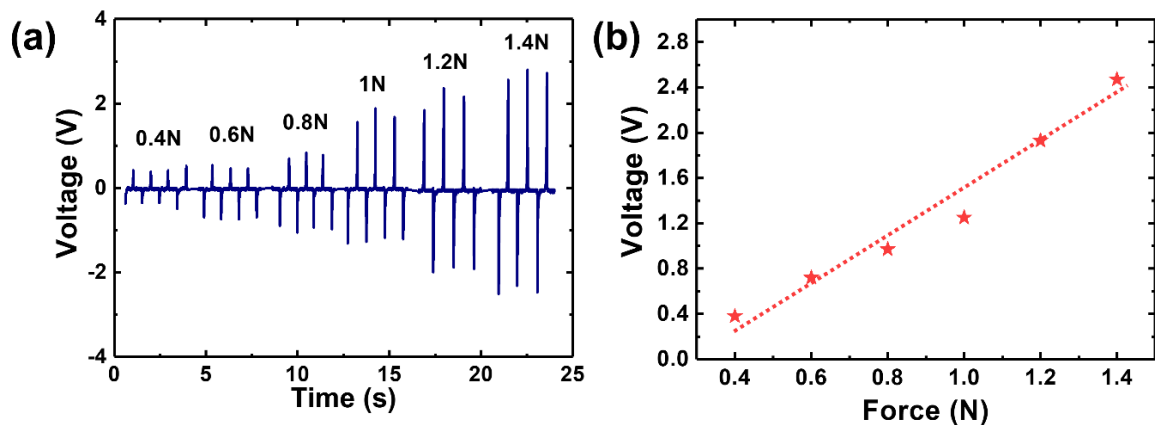 (a)
Voltage (V)
4
2
0
-2
-4
0.4N
0.6N
0.8N
1N
1.2N
1.4N
0 5 10 15 20 25
Time (s)
(b)
Voltage (V)
2.8
2.4
2.0
1.6
1.2
0.8
0.4
0.0
0.4 0.6 0.8 1.0 1.2 1.4
Force (N)